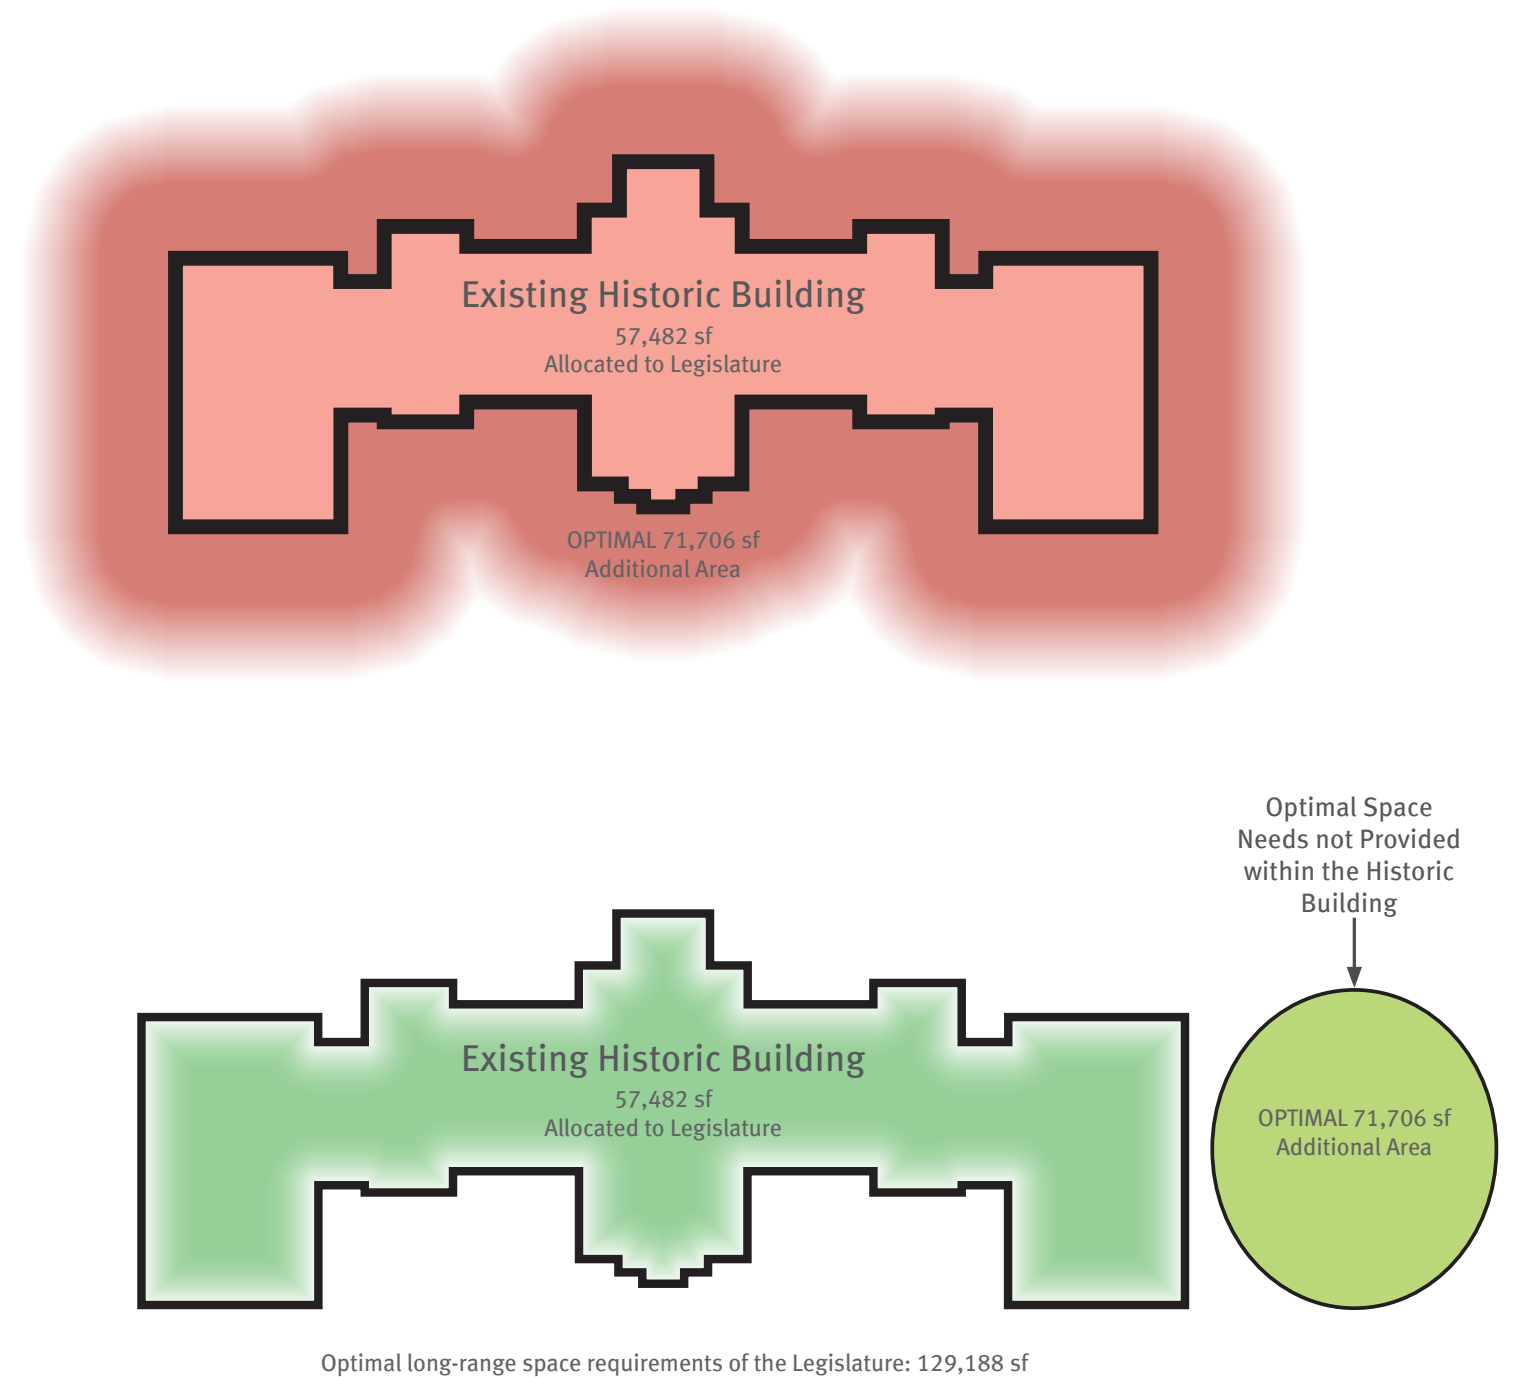 Existing Historic Building
57,482 sf
Allocated to Legislature
OPTIMAL 71,706 sf
Additional Area
Optimal Space
Needs not Provided
within the Historic
Building
Existing Historic Building
57,482 sf
Allocated to Legislature
OPTIMAL 71,706 sf
Additional Area
Optimal long-range space requirements of the Legislature: 129,188 sf